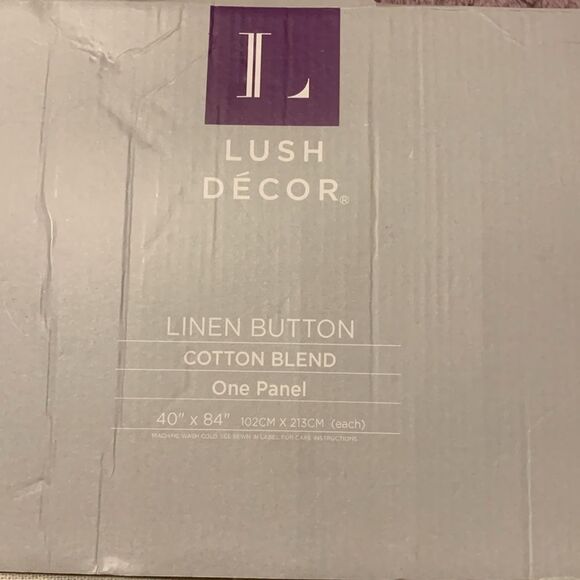 L
LUSH
DÉCOR®
LINEN BUTTON
COTTON BLEND
One Panel
40" x 84" 102CM X 213CM (each)
MACHINE WASH COLD. SEE SEWN IN LABEL FOR CARE INSTRUCTIONS